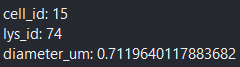 cell_id: 15
lys_id: 74
diameter_um: 0.7119640117883682